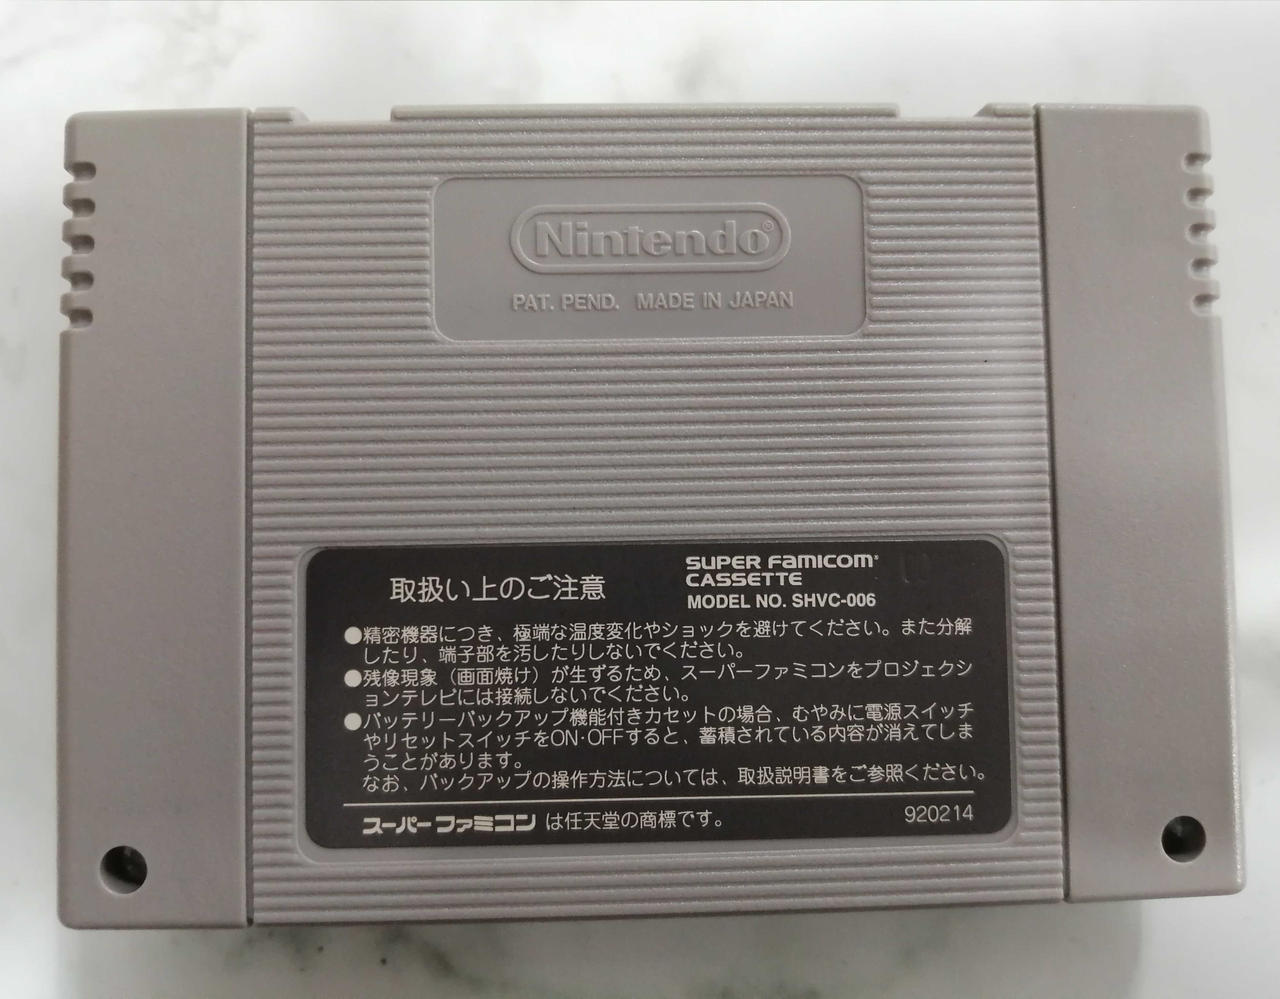 Nintendo®
PAT. PEND. MADE IN JAPAN
取扱い上のご注意
SUPER FAMICOM
CASSETTE
MODEL NO. SHVC-006
●精密機器につき、極端な温度変化やショックを避けてください。また分解
したり、端子部を汚したりしないでください。
●残像現象（画面焼け）が生ずるため、スーパーファミコンをプロジェクシ
ョンテレビには接続しないでください。
●バッテリーバックアップ機能付きカセットの場合、むやみに電源スイッチ
やリセットスイッチをON・OFFすると、蓄積されている内容が消えてしま
うことがあります。
なお、バックアップの操作方法については、取扱説明書をご参照ください。
スーパーファミコン は任天堂の商標です。
920214